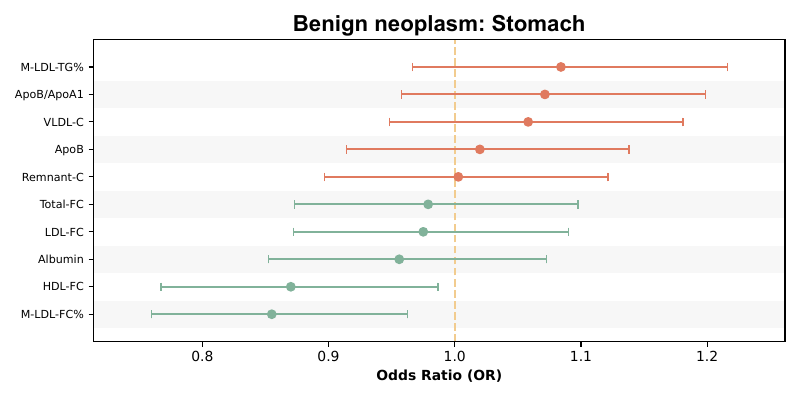 Benign neoplasm: Stomach
M-LDL-TG%
ApoB/ApoA1
VLDL-C
ApoB
Remnant-C
Total-FC
LDL-FC
Albumin
HDL-FC
M-LDL-FC%
0.8 0.9 1.0 1.1 1.2
Odds Ratio (OR)